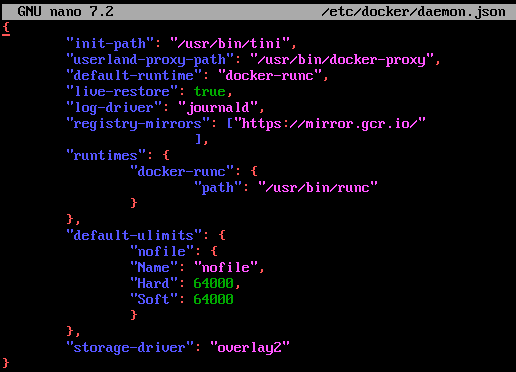 GNU nano 7.2 /etc/docker/daemon.json
{
"init-path": "/usr/bin/tini",
"userland-proxy-path": "/usr/bin/docker-proxy",
"default-runtime": "docker-runc",
"live-restore": true,
"log-driver": "journald",
"registry-mirrors": ["https://mirror.gcr.io/"
],
"runtimes": {
"docker-runc": {
"path": "/usr/bin/runc"
}
},
"default-ulimits": {
"nofile": {
"Name": "nofile",
"Hard": 64000,
"Soft": 64000
}
},
"storage-driver": "overlay2"
}